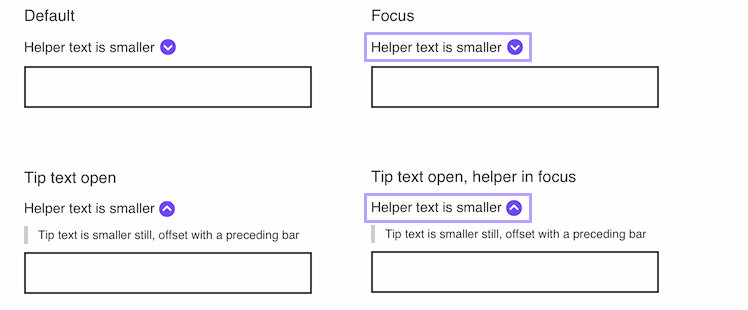 Default
Helper text is smaller
Focus
Helper text is smaller
Tip text open
Helper text is smaller
Tip text is smaller still, offset with a preceding bar
Tip text open, helper in focus
Helper text is smaller
Tip text is smaller still, offset with a preceding bar